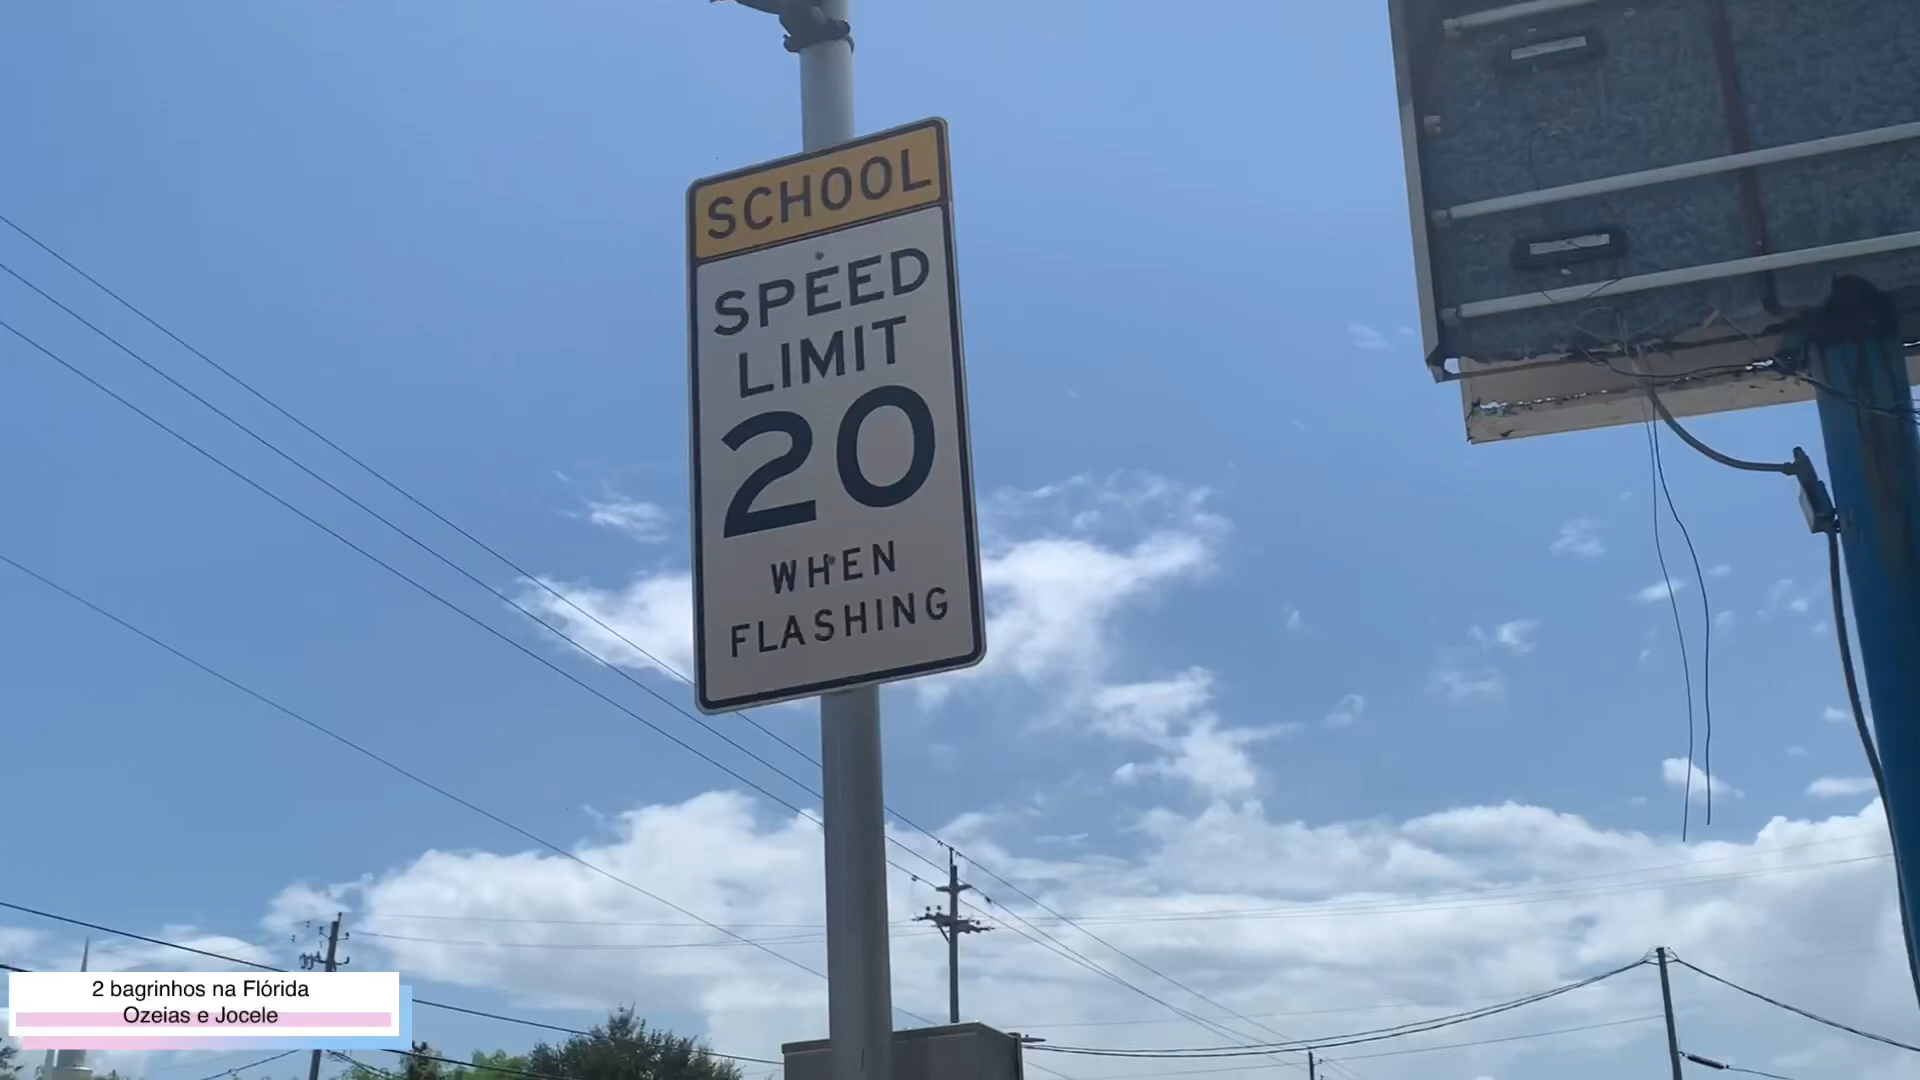 SCHOOL
SPEED
LIMIT
20
WHEN
FLASHING
2 bagrinhos na Flórida
Ozeias e Jocele